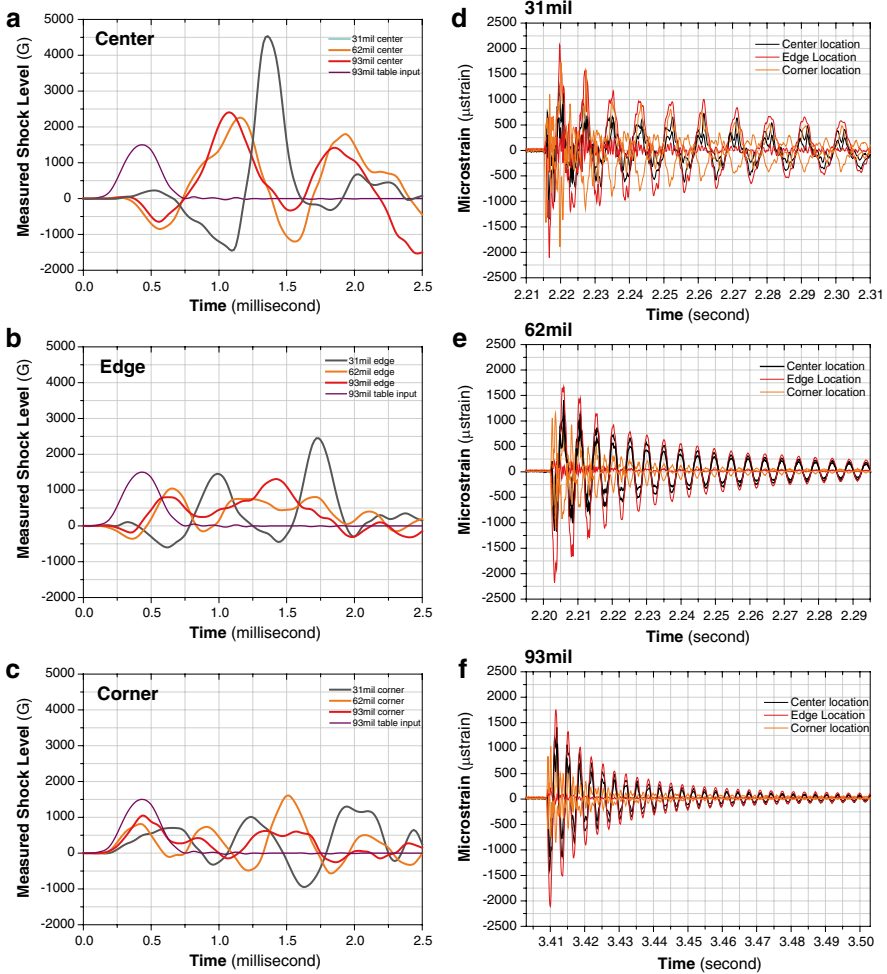 a
Center
Measured Shock Level (G)
5000
4000
3000
2000
1000
0
-1000
2000
31mil center
62mil center
93mil center
93mil table input
0.0 0.5 1.0 1.5 2.0 2.5
Time (millisecond)
b
Edge
Measured Shock Level (G)
5000
4000
3000
2000
1000
0
-1000
2000
31mil edge
62mil edge
93mil edge
93mil table input
0.0 0.5 1.0 1.5 2.0 2.5
Time (millisecond)
c
Corner
Measured Shock Level (G)
5000
4000
3000
2000
1000
0
-1000
2000
31mil corner
62mil corner
93mil corner
93mil table input
0.0 0.5 1.0 1.5 2.0 2.5
Time (millisecond)
d
31mil
Microstrain (µstrain)
2500
2000
1500
1000
500
0
-500
-1000
-1500
-2000
-2500
Center location
Edge Location
Corner location
2.21 2.22 2.23 2.24 2.25 2.26 2.27 2.28 2.29 2.30 2.31
Time (second)
e
62mil
Microstrain (µstrain)
2500
2000
1500
1000
500
0
-500
-1000
-1500
-2000
-2500
Center location
Edge Location
Corner location
2.20 2.21 2.22 2.23 2.24 2.25 2.26 2.27 2.28 2.29
Time (second)
f
93mil
Microstrain (µstrain)
2500
2000
1500
1000
500
0
-500
-1000
-1500
-2000
-2500
Center location
Edge Location
Corner location
3.41 3.42 3.43 3.44 3.45 3.46 3.47 3.48 3.49 3.50
Time (second)